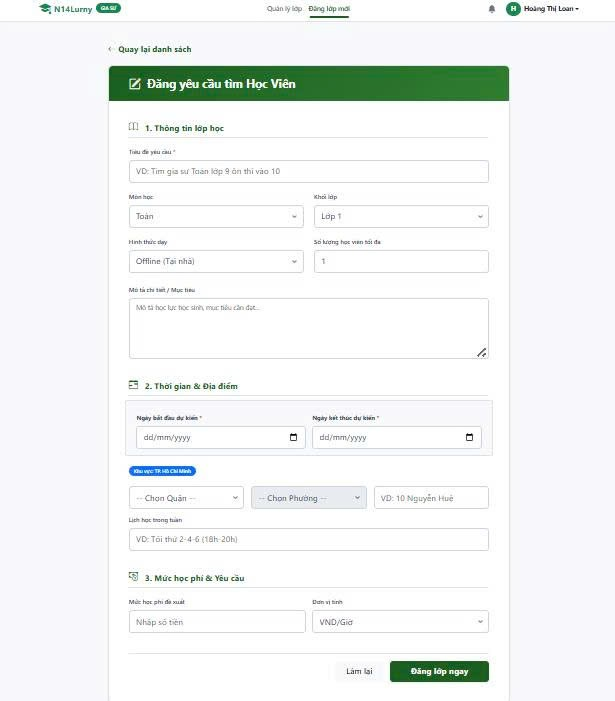 N14Lurny GIA SƯ Quản lý lớp Đăng lớp mới H Hoàng Thị Loan
← Quay lại danh sách
Đăng yêu cầu tìm Học Viên
1. Thông tin lớp học
Tiêu đề yêu cầu *
VD: Tìm gia sư Toán lớp 9 ôn thi vào 10
Môn học Khối lớp
Toán Lớp 1
Hình thức dạy Số lượng học viên tối đa
Offline (Tại nhà) 1
Mô tả chi tiết / Mục tiêu
Mô tả học lực học sinh, mục tiêu cần đạt...
2. Thời gian & Địa điểm
Ngày bắt đầu dự kiến * Ngày kết thúc dự kiến *
dd/mm/yyyy dd/mm/yyyy
Khu vực: TP. Hồ Chí Minh
-- Chọn Quận -- -- Chọn Phường -- VD: 10 Nguyễn Huệ
Lịch học trong tuần
VD: Tối thứ 2-4-6 (18h-20h)
3. Mức học phí & Yêu cầu
Mức học phí đề xuất Đơn vị tính
Nhập số tiền VND/Giờ
Làm lại Đăng lớp ngay